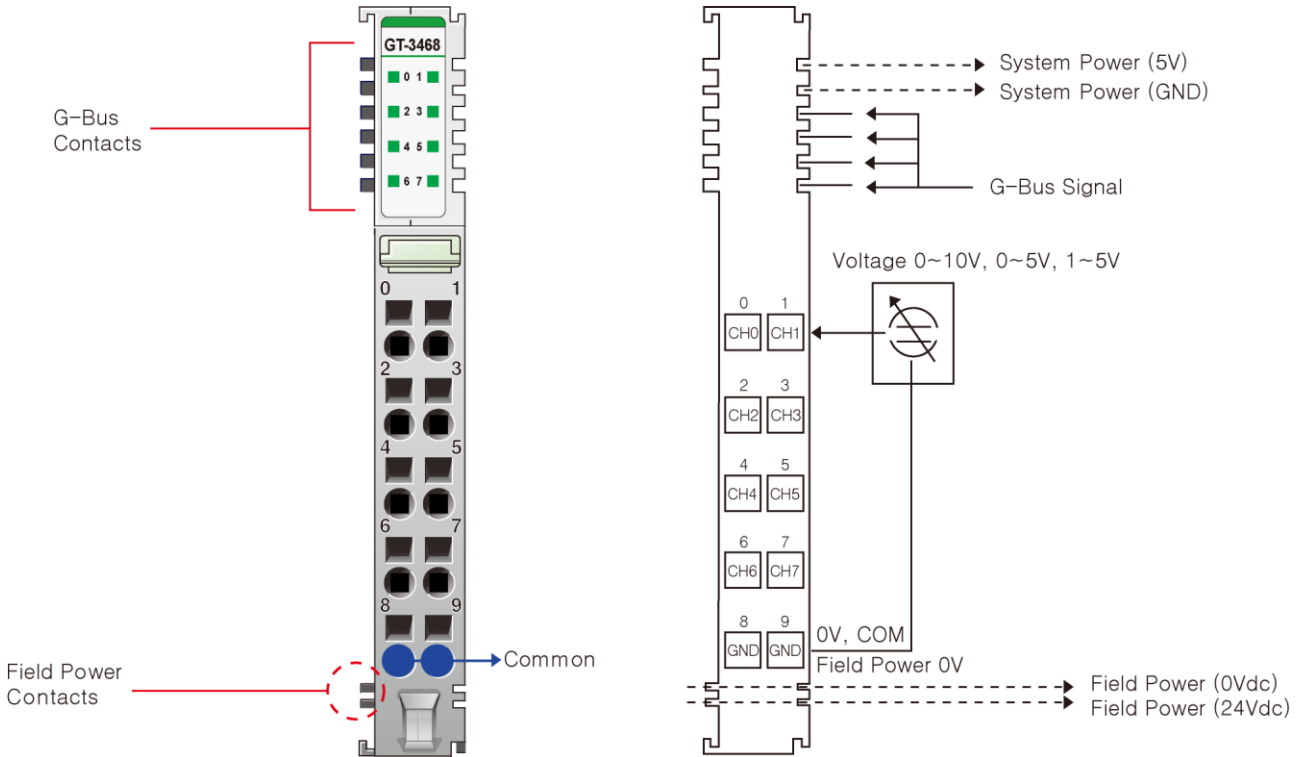 GT-3468
0 1
2 3
4 5
6 7
G-Bus
Contacts
0 1
2 3
4 5
6 7
8 9
Common
Field Power
Contacts
System Power (5V)
System Power (GND)
G-Bus Signal
Voltage 0~10V, 0~5V, 1~5V
0 1
CH0 CH1
2 3
CH2 CH3
4 5
CH4 CH5
6 7
CH6 CH7
8 9
GND GND
0V, COM
Field Power 0V
Field Power (0Vdc)
Field Power (24Vdc)